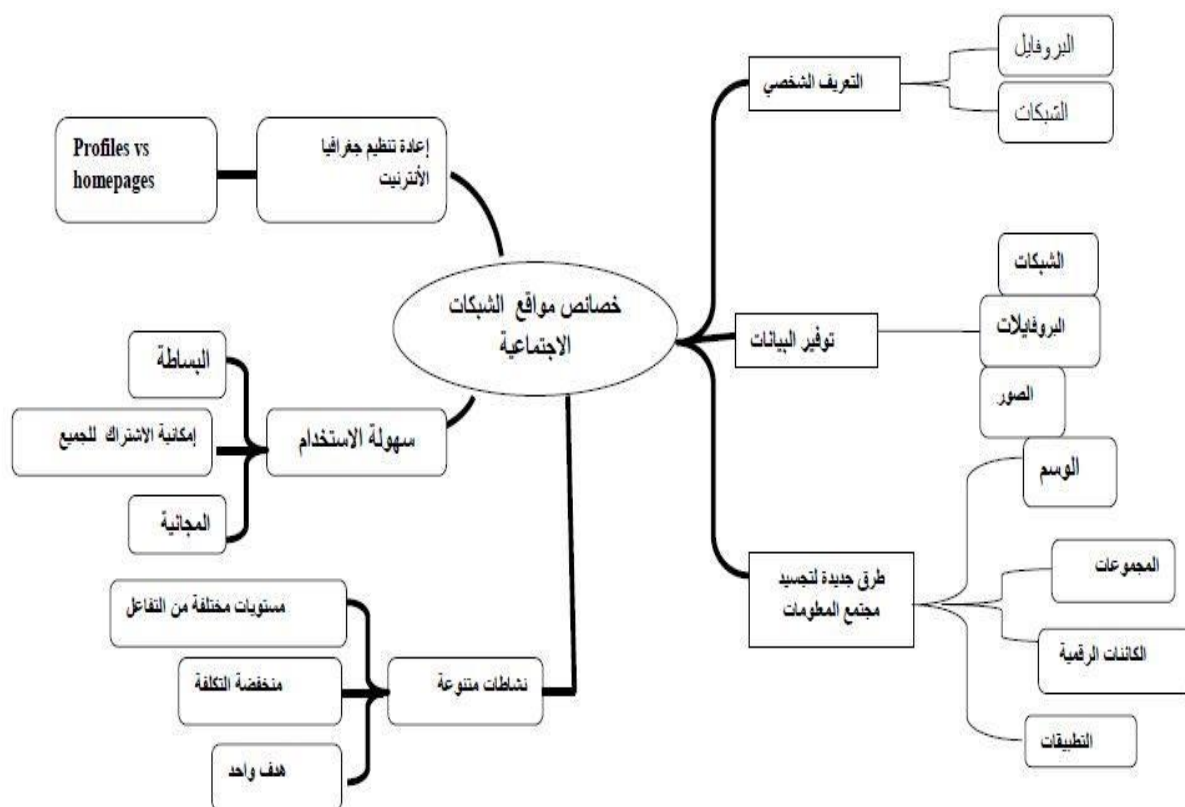 خصائص مواقع الشبكات
الاجتماعية
التعريف الشخصي
البروفايل
الشبكات
توفير البيانات
الشبكات
البروفايلات
الصور
طرق جديدة لتجسيد
مجتمع المعلومات
الوسم
المجموعات
الكائنات الرقمية
التطبيقات
إعادة تنظيم جغرافيا
الأنترنيت
Profiles vs
homepages
سهولة الاستخدام
البساطة
إمكانية الاشتراك للجميع
المجانية
نشاطات متنوعة
مستويات مختلفة من التفاعل
منخفضة التكلفة
هدف واحد